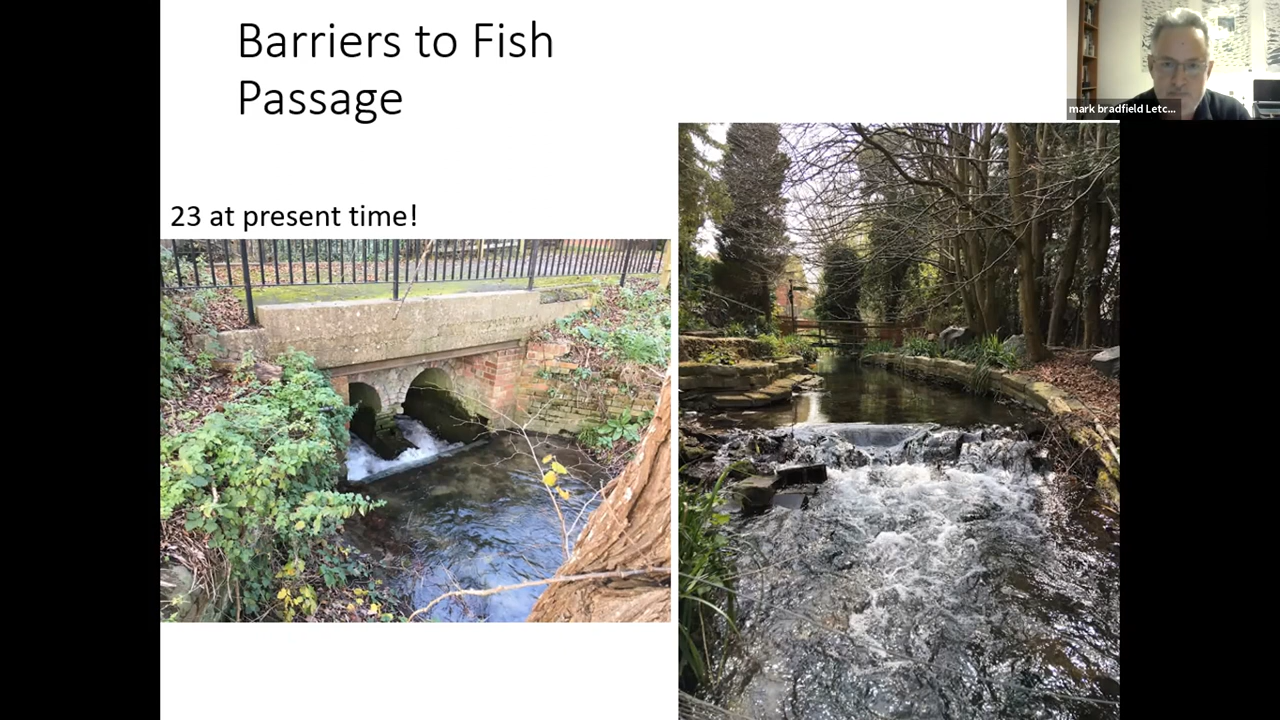 Barriers to Fish
Passage
mark bradfield Letc...
23 at present time!